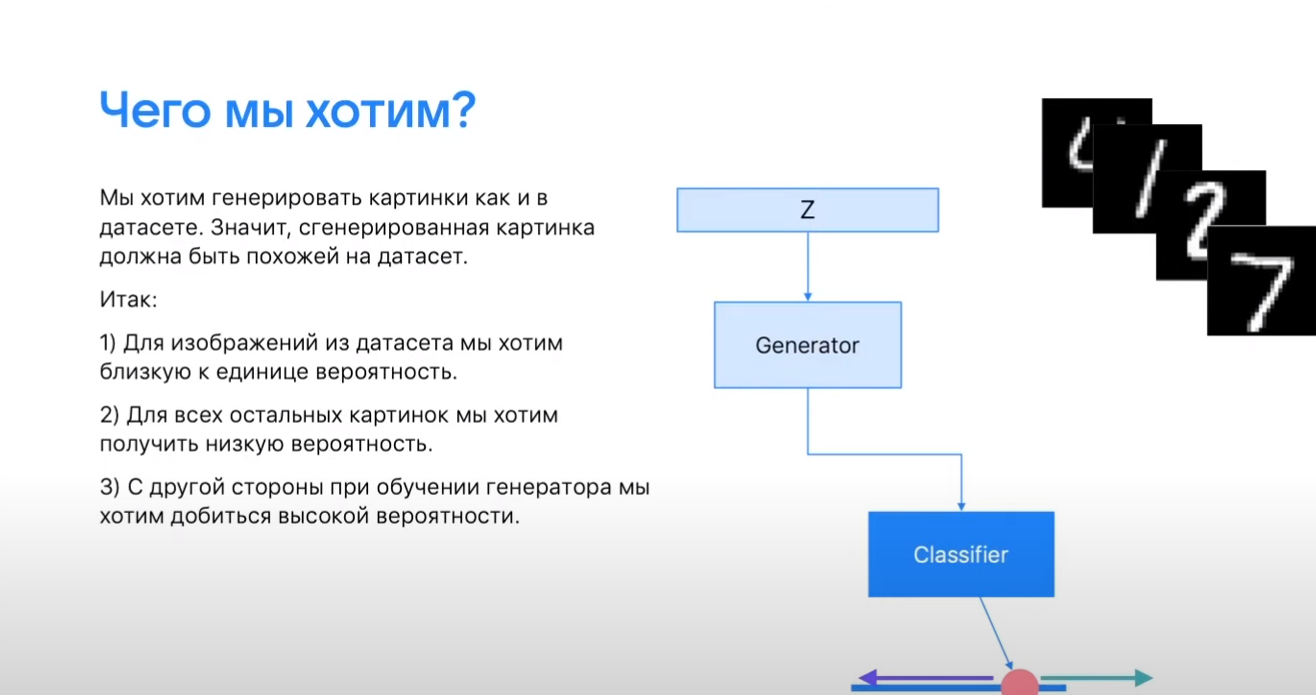 Чего мы хотим?
Мы хотим генерировать картинки как и в
датасете. Значит, сгенерированная картинка
должна быть похожей на датасет.
Итак:
1) Для изображений из датасета мы хотим
близкую к единице вероятность.
2) Для всех остальных картинок мы хотим
получить низкую вероятность.
3) С другой стороны при обучении генератора мы
хотим добиться высокой вероятности.
Z
Generator
Classifier
4
1
2
7